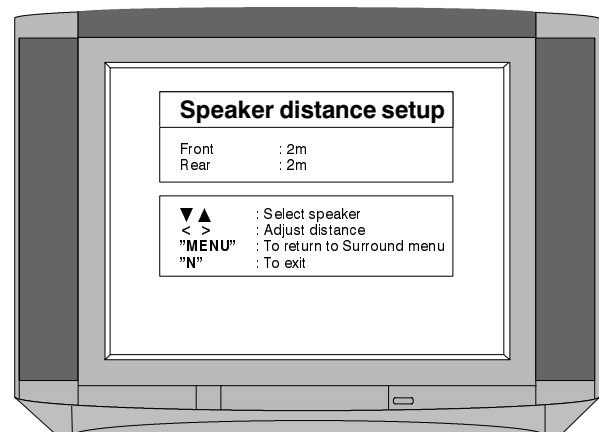 Speaker distance setup
Front : 2m
Rear : 2m
▼ ▲ : Select speaker
< > : Adjust distance
”MENU” : To return to Surround menu
”N” : To exit